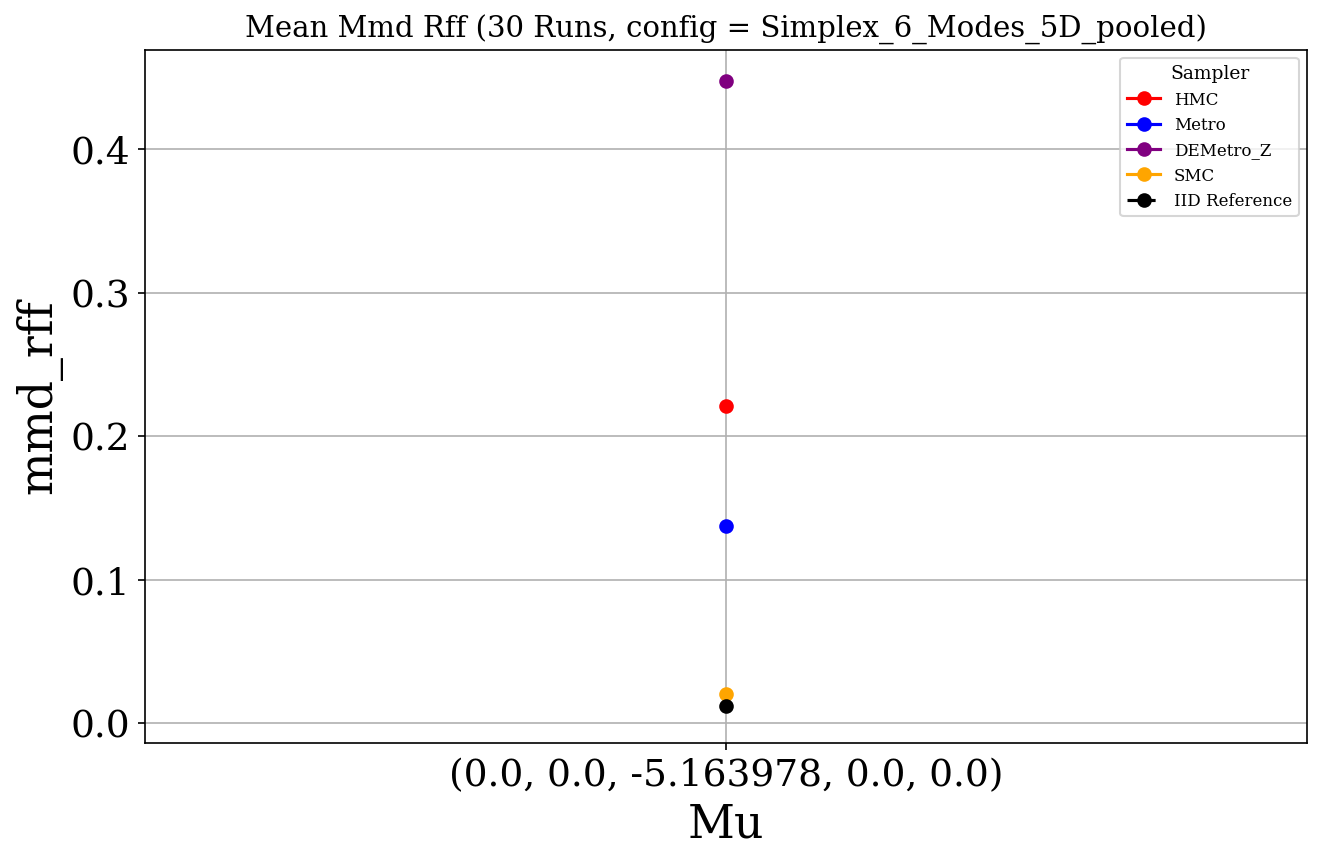 Mean Mmd Rff (30 Runs, config = Simplex_6_Modes_5D_pooled)
Sampler
HMC
Metro
DEMetro_Z
SMC
IID Reference
mmd_rff
0.4
0.3
0.2
0.1
0.0
(0.0, 0.0, -5.163978, 0.0, 0.0)
Mu